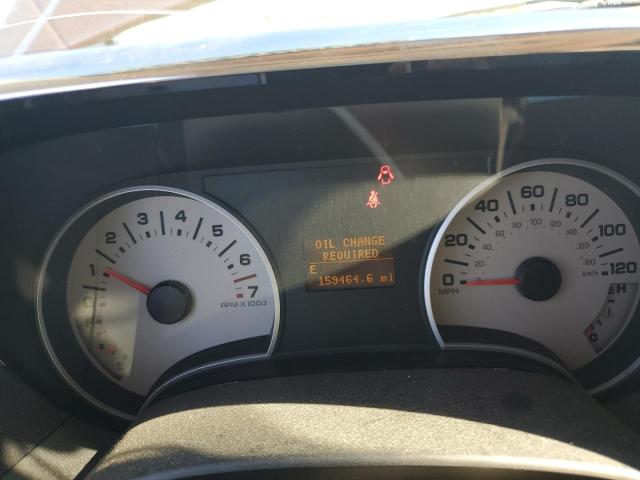 0 1 2 3 4 5 6 7
RPM X 1000
OIL CHANGE
REQUIRED
E
159464.6 mi
0 20 40 60 80 100 120
MPH
km/h
H
C